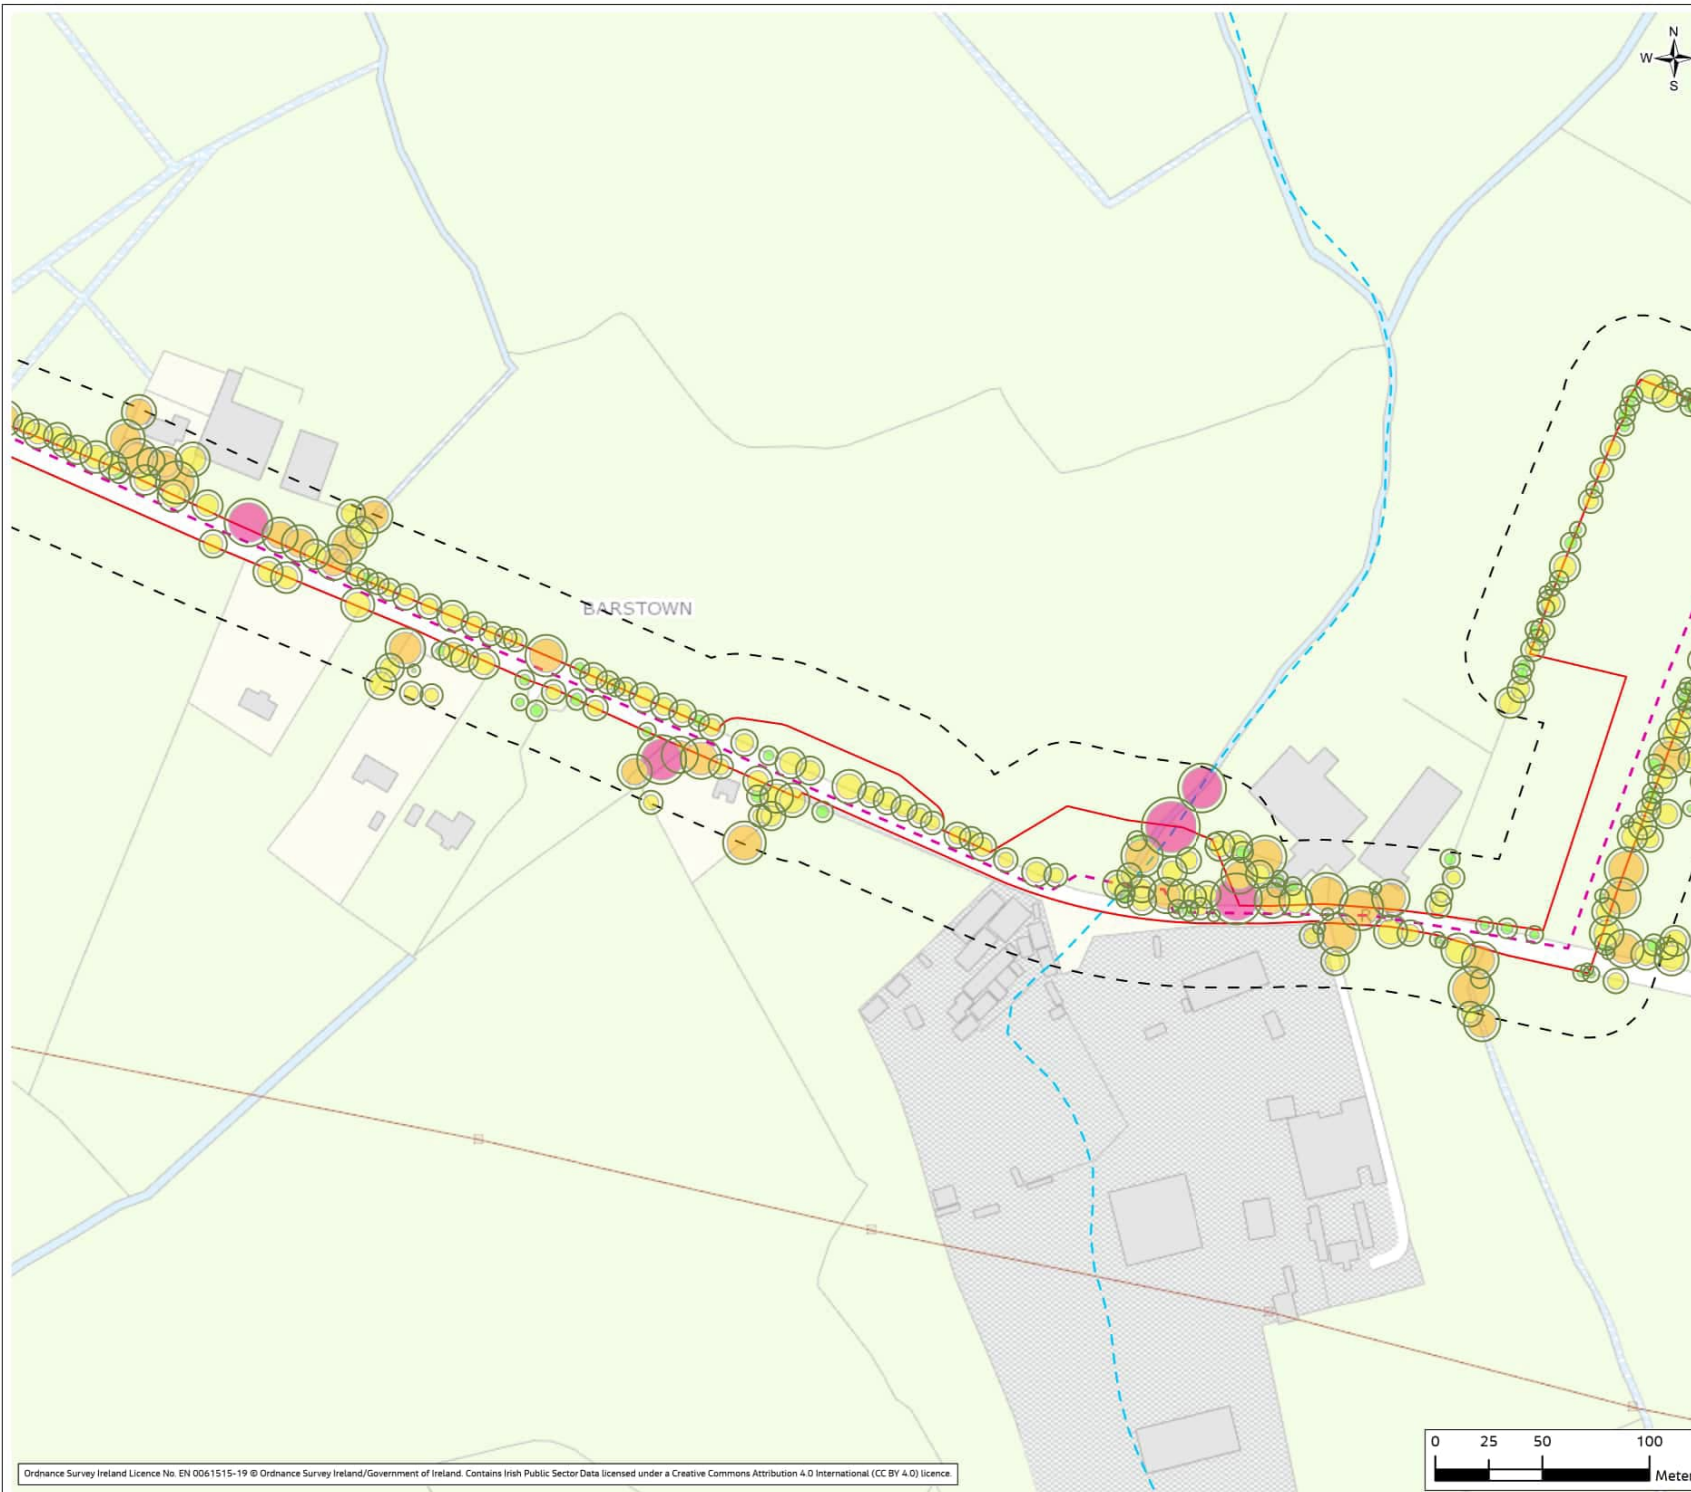 N
W
S
BARSTOWN
0 25 50 100
Meter
Ordnance Survey Ireland Licence No. EN 0061515-19 © Ordnance Survey Ireland/Government of Ireland. Contains Irish Public Sector Data licensed under a Creative Commons Attribution 4.0 International (CC BY 4.0) licence.